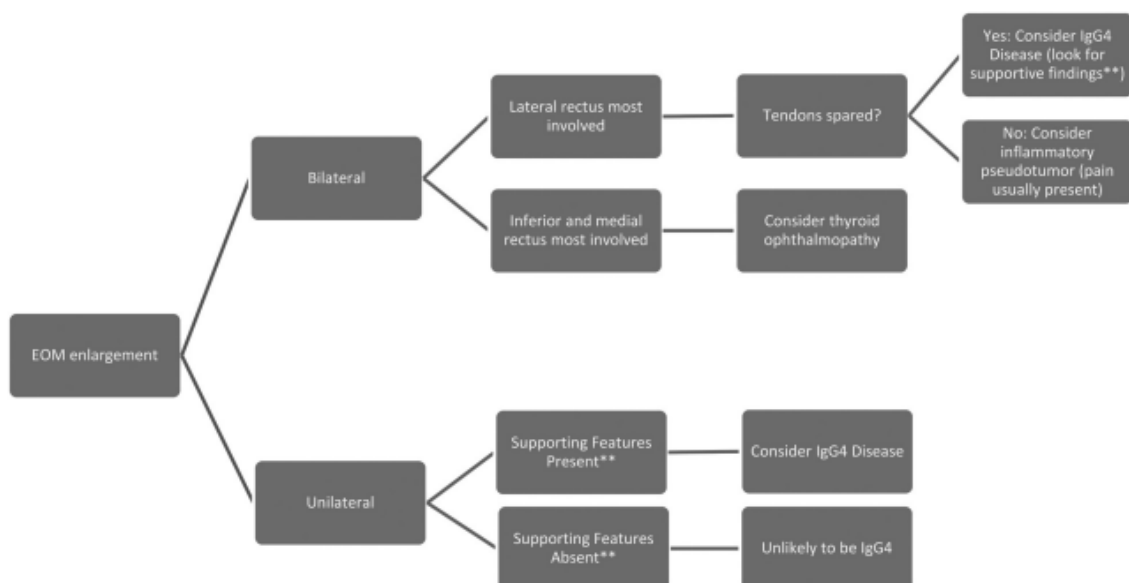 Yes: Consider IgG4
Disease (look for
supportive findings**)
Lateral rectus most
involved
Tendons spared?
No: Consider
inflammatory
pseudotumor (pain
usually present)
Bilateral
Inferior and medial
rectus most involved
Consider thyroid
ophthalmopathy
EOM enlargement
Supporting Features
Present**
Consider IgG4 Disease
Unilateral
Supporting Features
Absent**
Unlikely to be IgG4